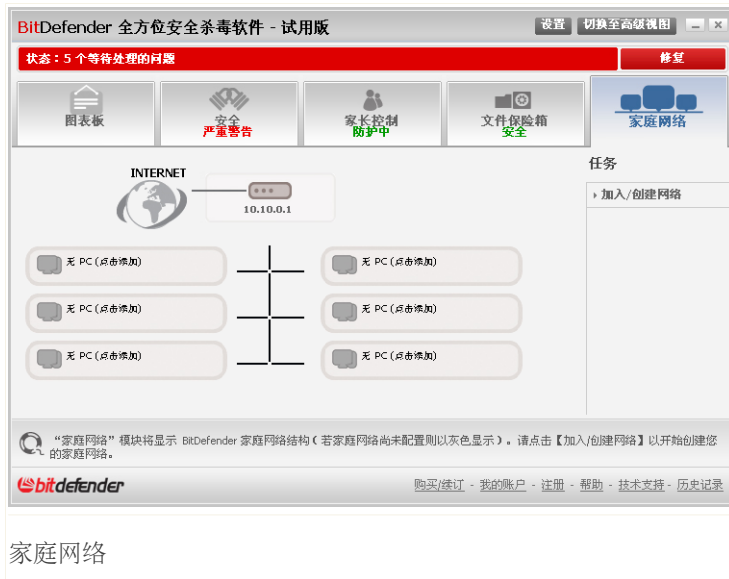 BitDefender 全方位安全杀毒软件 - 试用版
设置 切换至高级视图
状态：5 个等待处理的问题
修复
图表板
安全
严重警告
家长控制
防护中
文件保险箱
安全
家庭网络
任务
加入/创建网络
INTERNET
10.10.0.1
无 PC (点击添加) 无 PC (点击添加)
无 PC (点击添加) 无 PC (点击添加)
无 PC (点击添加) 无 PC (点击添加)
“家庭网络”模块将显示 BitDefender 家庭网络结构 ( 若家庭网络尚未配置则以灰色显示 ) 。请点击【加入/创建网络】以开始创建您
的家庭网络。
bitdefender
购买/续订 - 我的账户 - 注册 - 帮助 - 技术支持 - 历史记录
家庭网络